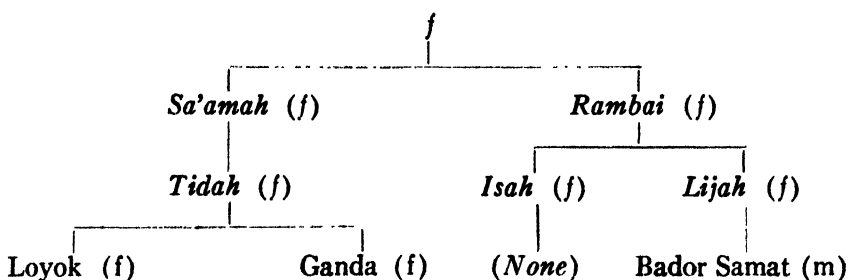 f
Sa’amah (f) Rambai (f)
Tidah (f) Isah (f) Lijah (f)
Loyok (f) Ganda (f) (None) Bador Samat (m)